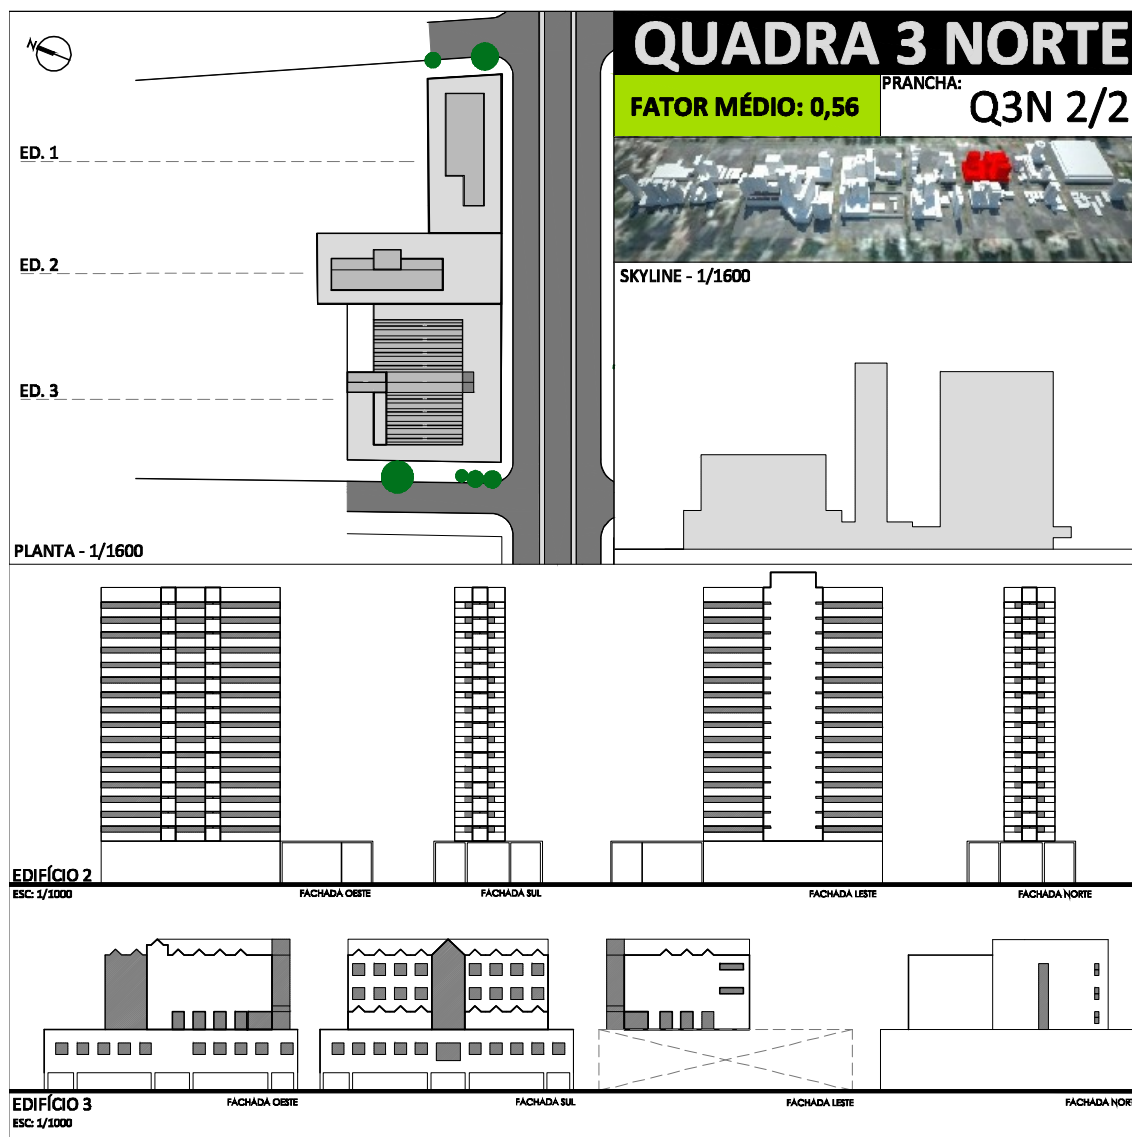 N
QUADRA 3 NORTE
FATOR MÉDIO: 0,56
PRANCHA:
Q3N 2/2
ED. 1
ED. 2
ED. 3
PLANTA - 1/1600
SKYLINE - 1/1600
EDIFÍCIO 2
ESC: 1/1000
FACHADA OESTE
FACHADA SUL
FACHADA LESTE
FACHADA NORTE
EDIFÍCIO 3
ESC: 1/1000
FACHADA OESTE
FACHADA SUL
FACHADA LESTE
FACHADA NORT